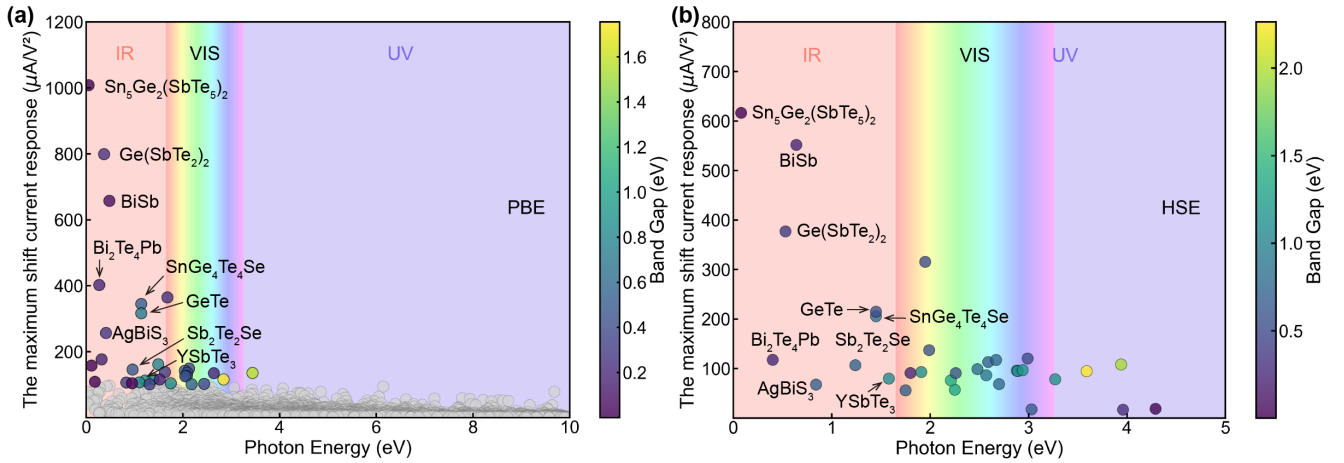 (a)
The maximum shift current response (μA/V²)
1200
1000
800
600
400
200
IR
VIS
UV
Sn₅Ge₂(SbTe₅)₂
Ge(SbTe₂)₂
BiSb
PBE
Bi₂Te₄Pb
SnGe₄Te₄Se
GeTe
AgBiS₃
Sb₂Te₂Se
YSbTe₃
0
2
4
6
8
10
Photon Energy (eV)
1.6
1.4
1.2
1.0
0.8
0.6
0.4
0.2
Band Gap (eV)
(b)
The maximum shift current response (μA/V²)
800
700
600
500
400
300
200
100
0
IR
VIS
UV
Sn₅Ge₂(SbTe₅)₂
BiSb
Ge(SbTe₂)₂
HSE
GeTe
SnGe₄Te₄Se
Bi₂Te₄Pb
Sb₂Te₂Se
AgBiS₃
YSbTe₃
0
1
2
3
4
5
Photon Energy (eV)
2.0
1.5
1.0
0.5
Band Gap (eV)